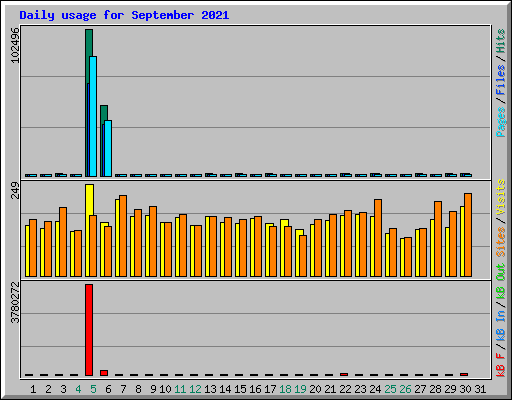 Daily usage for September 2021
102496
Pages / Files / Hits
249
Sites / Visits
3780272
kB F / kB In / kB Out
1 2 3 4 5 6 7 8 9 10 11 12 13 14 15 16 17 18 19 20 21 22 23 24 25 26 27 28 29 30 31